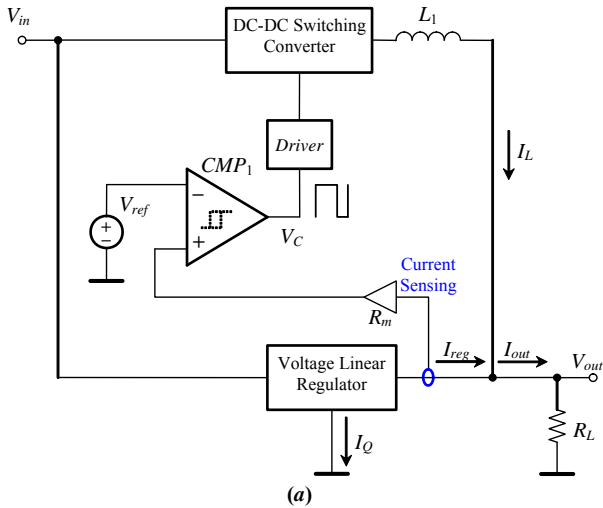 V_in
DC-DC Switching
Converter
L_1
Driver
I_L
CMP_1
V_ref
V_C
Current
Sensing
R_m
Voltage Linear
Regulator
I_reg
I_out
V_out
R_L
I_Q
(a)